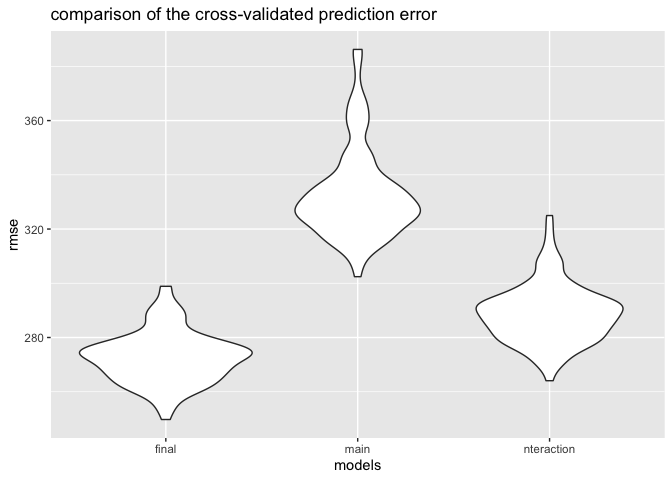 comparison of the cross-validated prediction error
rmse
360
320
280
final
main
nteraction
models